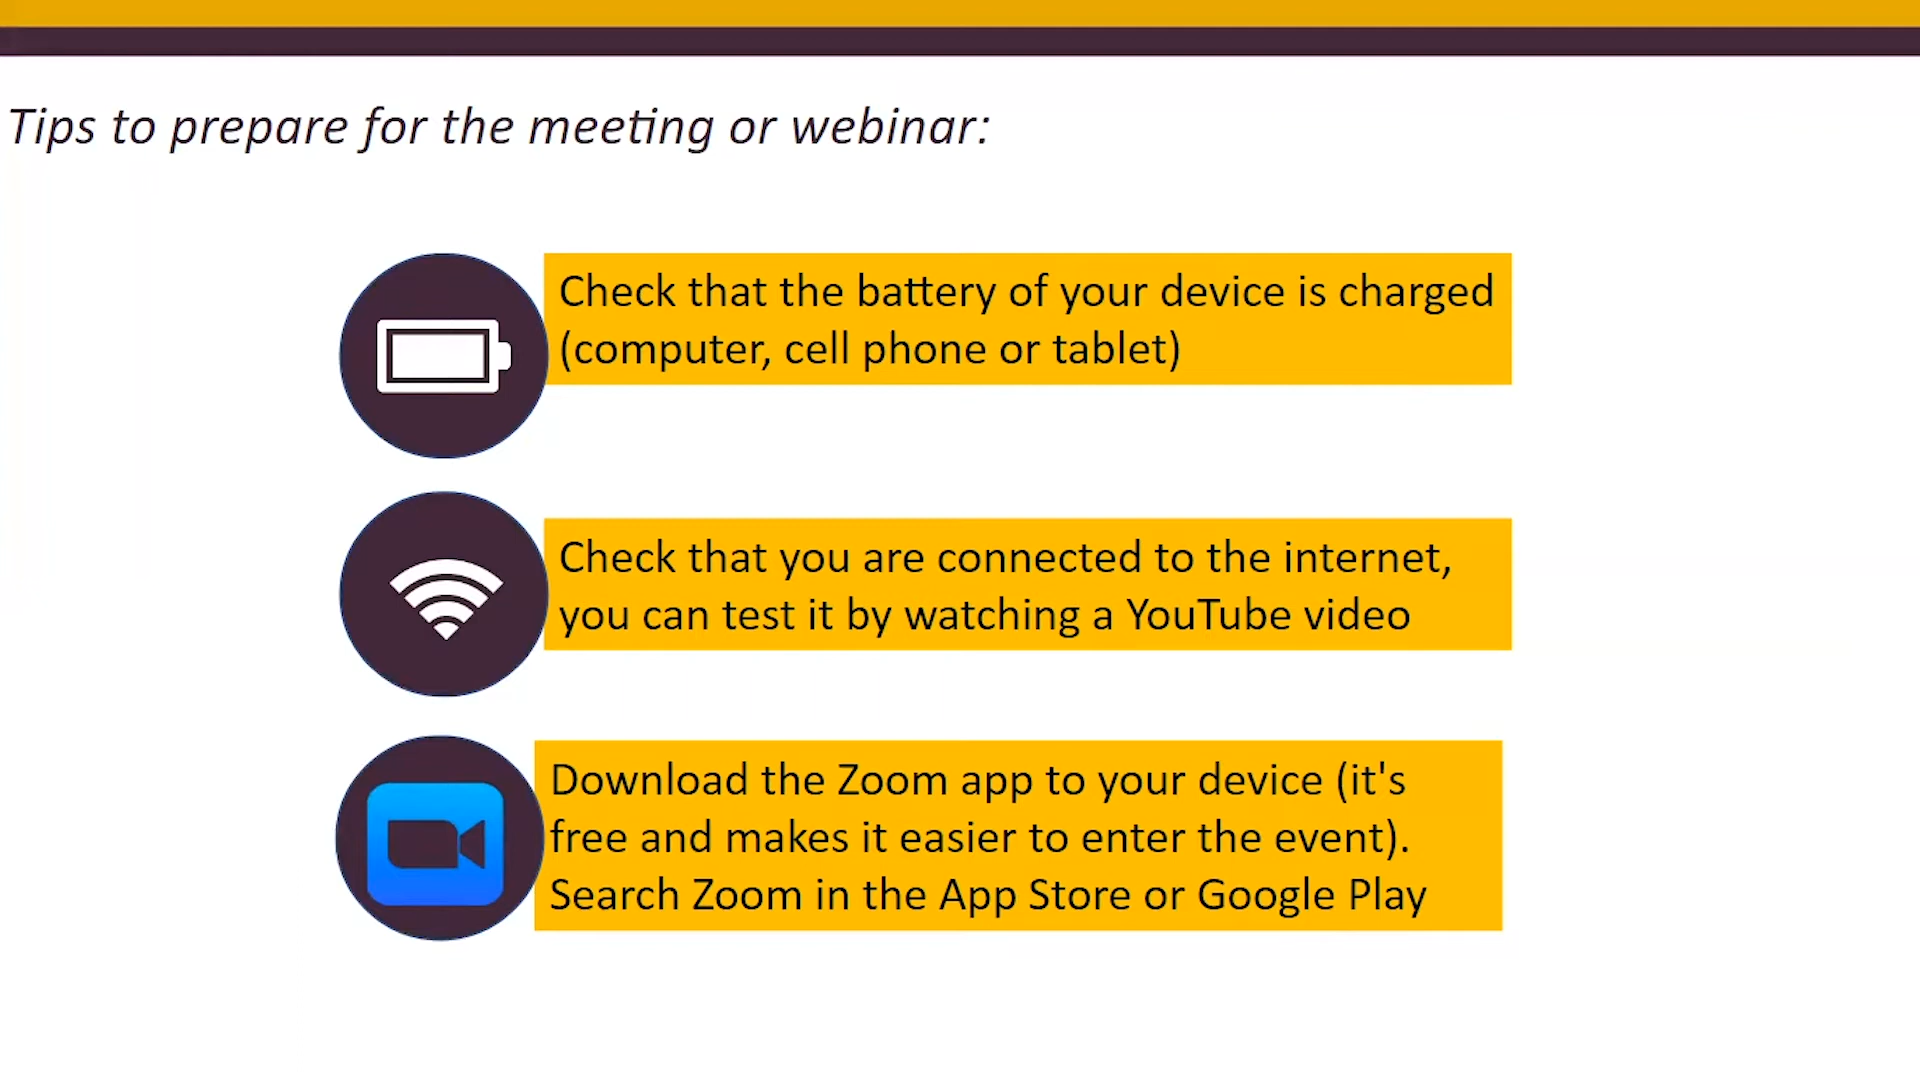 Tips to prepare for the meeting or webinar:
Check that the battery of your device is charged
(computer, cell phone or tablet)
Check that you are connected to the internet,
you can test it by watching a YouTube video
Download the Zoom app to your device (it's
free and makes it easier to enter the event).
Search Zoom in the App Store or Google Play